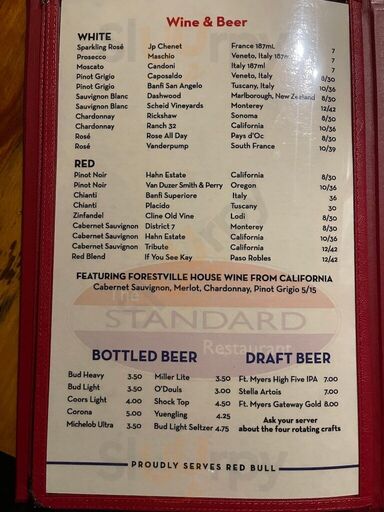 Wine & Beer
WHITE
Sparkling Rosé Jp Chenet France 187mL 7
Prosecco Maschio Veneto, Italy 187mL 7
Moscato Candoni Italy 187ml 7
Pinot Grigio Caposaldo Veneto, Italy 8/30
Pinot Grigio Banfi San Angelo Tuscany, Italy 10/36
Sauvignon Blanc Dashwood Marlborough, New Zealand 8/30
Sauvignon Blanc Scheid Vineyards Monterey 12/42
Chardonnay Rickshaw Sonoma 8/30
Chardonnay Ranch 32 California 10/36
Rosé Rose All Day Pays d'Oc 8/30
Rosé Vanderpump South France 10/39
RED
Pinot Noir Hahn Estate California 8/30
Pinot Noir Van Duzer Smith & Perry Oregon 10/36
Chianti Banfi Superiore Italy 36
Chianti Placido Tuscany 30
Zinfandel Cline Old Vine Lodi 8/30
Cabernet Sauvignon District 7 Monterey 8/30
Cabernet Sauvignon Hahn Estate California 10/36
Cabernet Sauvignon Tribute California 12/42
Red Blend If You See Kay Paso Robles 12/42
FEATURING FORESTVILLE HOUSE WINE FROM CALIFORNIA
Cabernet Sauvignon, Merlot, Chardonnay, Pinot Grigio 5/15
The
STANDARD
Restaurant
BOTTLED BEER DRAFT BEER
Bud Heavy 3.50 Miller Lite 3.50 Ft. Myers High Five IPA 7.00
Bud Light 3.50 O'Douls 3.00 Stella Artois 7.00
Coors Light 4.00 Shock Top 4.50 Ft. Myers Gateway Gold 8.00
Corona 5.00 Yuengling 4.25
Michelob Ultra 3.50 Bud Light Seltzer 4.75
Ask your server
about the four rotating crafts
PROUDLY SERVES RED BULL